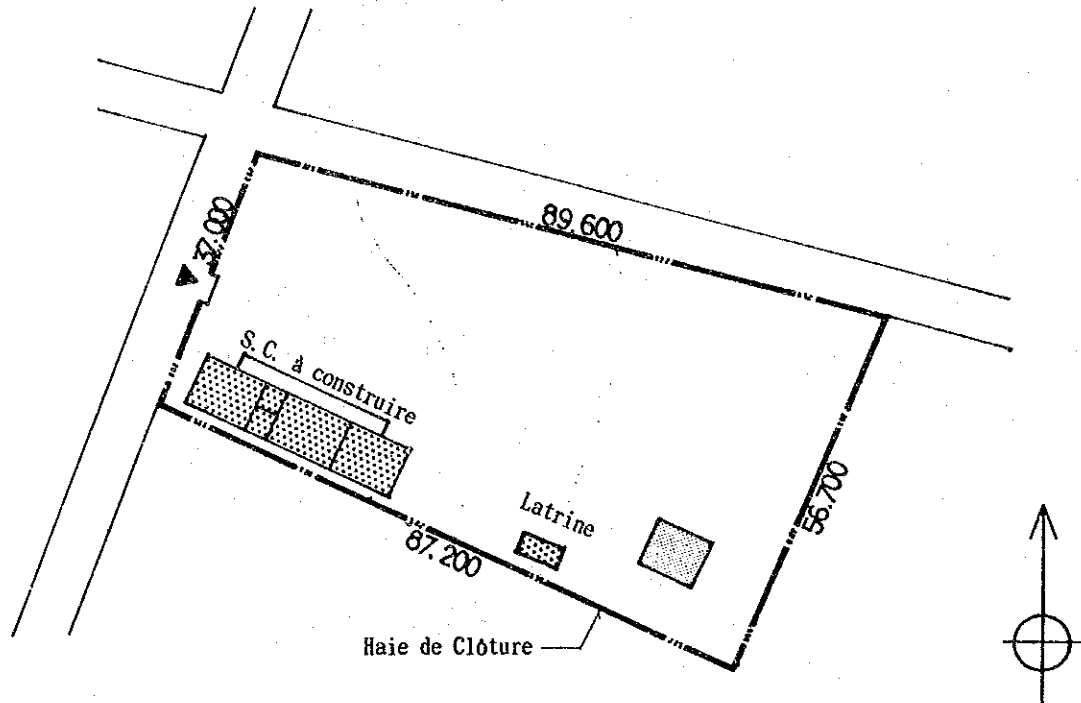 89.600
37.000
S.C. à construire
Latrine
56.700
87.200
Haie de Clôture